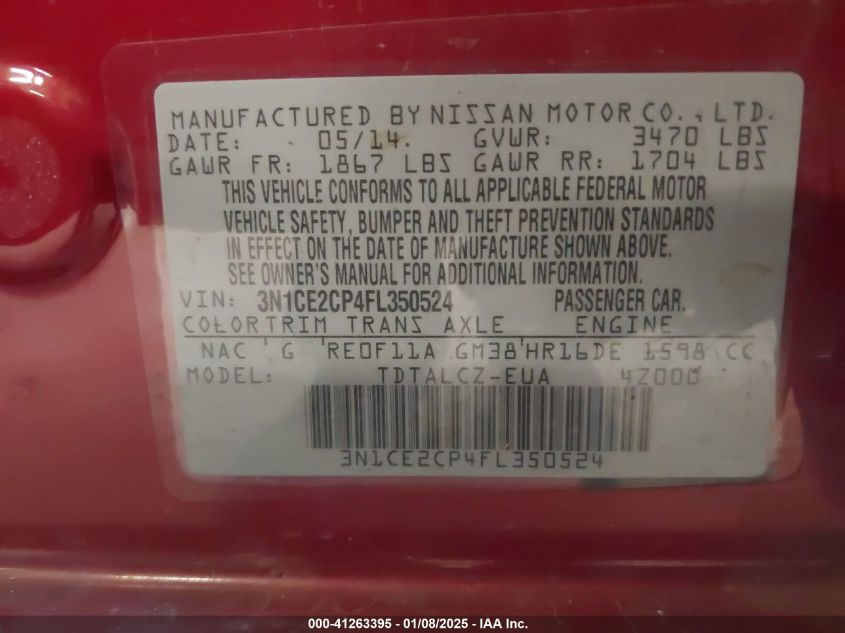 MANUFACTURED BY NISSAN MOTOR CO., LTD.
DATE: 05/14. GVWR: 3470 LBS
GAWR FR: 1867 LBS GAWR RR: 1704 LBS
THIS VEHICLE CONFORMS TO ALL APPLICABLE FEDERAL MOTOR
VEHICLE SAFETY, BUMPER AND THEFT PREVENTION STANDARDS
IN EFFECT ON THE DATE OF MANUFACTURE SHOWN ABOVE.
SEE OWNER'S MANUAL FOR ADDITIONAL INFORMATION.
VIN: 3N1CE2CP4FL350524 PASSENGER CAR.
COLORTRIM TRANS AXLE ENGINE
NAC G RE0F11A GM38 HR16DE 1598 CC
MODEL: TDTALCZ-EUA 4Z000
3N1CE2CP4FL350524
000-41263395 - 01/08/2025 - IAA Inc.